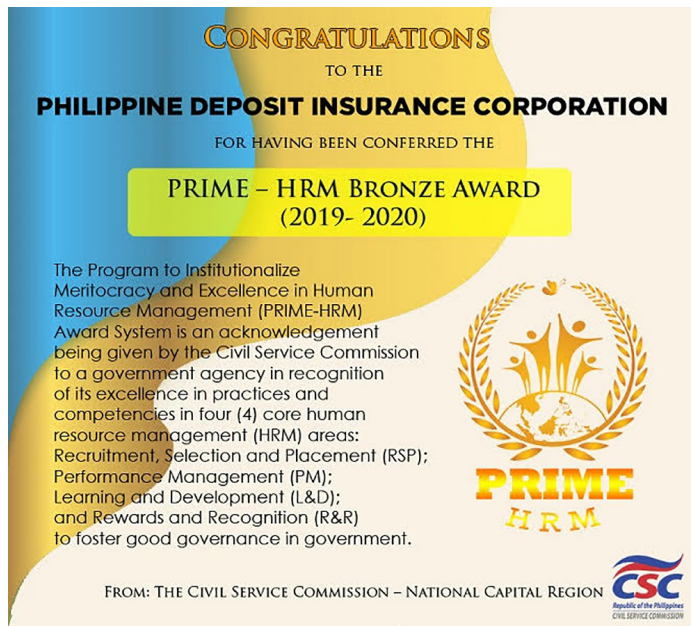 CONGRATULATIONS
TO THE
PHILIPPINE DEPOSIT INSURANCE CORPORATION
FOR HAVING BEEN CONFERRED THE
PRIME – HRM BRONZE AWARD
(2019- 2020)
The Program to Institutionalize
Meritocracy and Excellence in Human
Resource Management (PRIME-HRM)
Award System is an acknowledgement
being given by the Civil Service Commission
to a government agency in recognition
of its excellence in practices and
competencies in four (4) core human
resource management (HRM) areas:
Recruitment, Selection and Placement (RSP);
Performance Management (PM);
Learning and Development (L&D);
and Rewards and Recognition (R&R)
to foster good governance in government.
PRIME
HRM
FROM: THE CIVIL SERVICE COMMISSION – NATIONAL CAPITAL REGION
CSC
Republic of the Philippines
CIVIL SERVICE COMMISSION